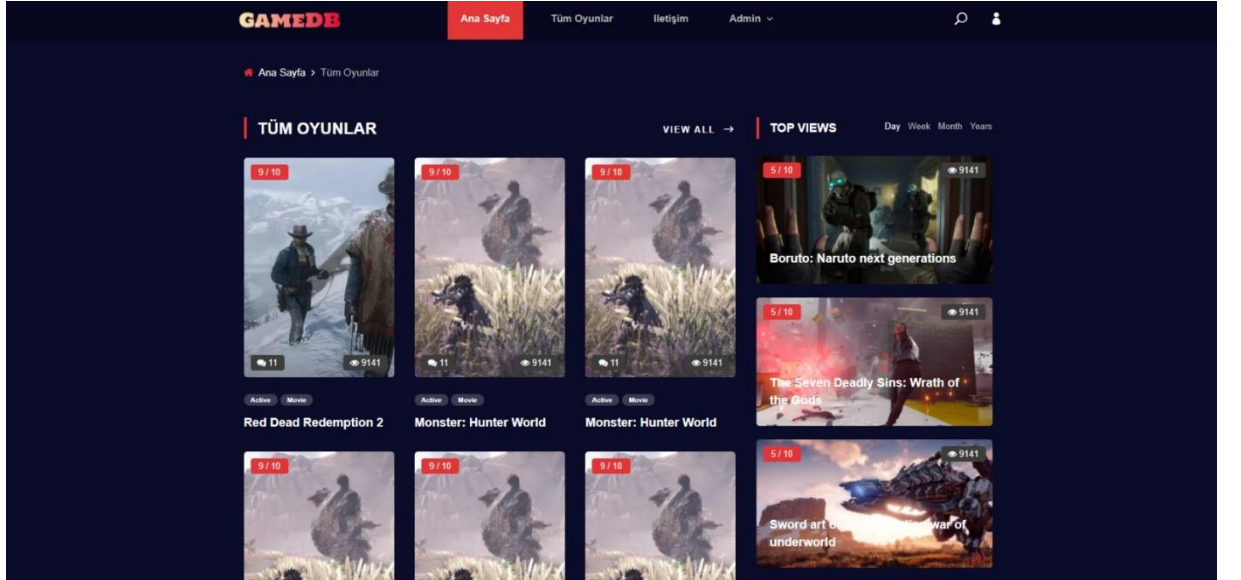 GAMEDB
Ana Sayfa Tüm Oyunlar Iletişim Admin
Ana Sayfa > Tüm Oyunlar
TÜM OYUNLAR
VIEW ALL →
9 / 10
11
9141
Active Movie
Red Dead Redemption 2
9 / 10
11
9141
Active Movie
Monster: Hunter World
9 / 10
11
9141
Active Movie
Monster: Hunter World
9 / 10
9 / 10
9 / 10
TOP VIEWS
Day Week Month Years
5 / 10
9141
Boruto: Naruto next generations
5 / 10
9141
The Seven Deadly Sins: Wrath of
the Gods
5 / 10
9141
Sword art war of
underworld